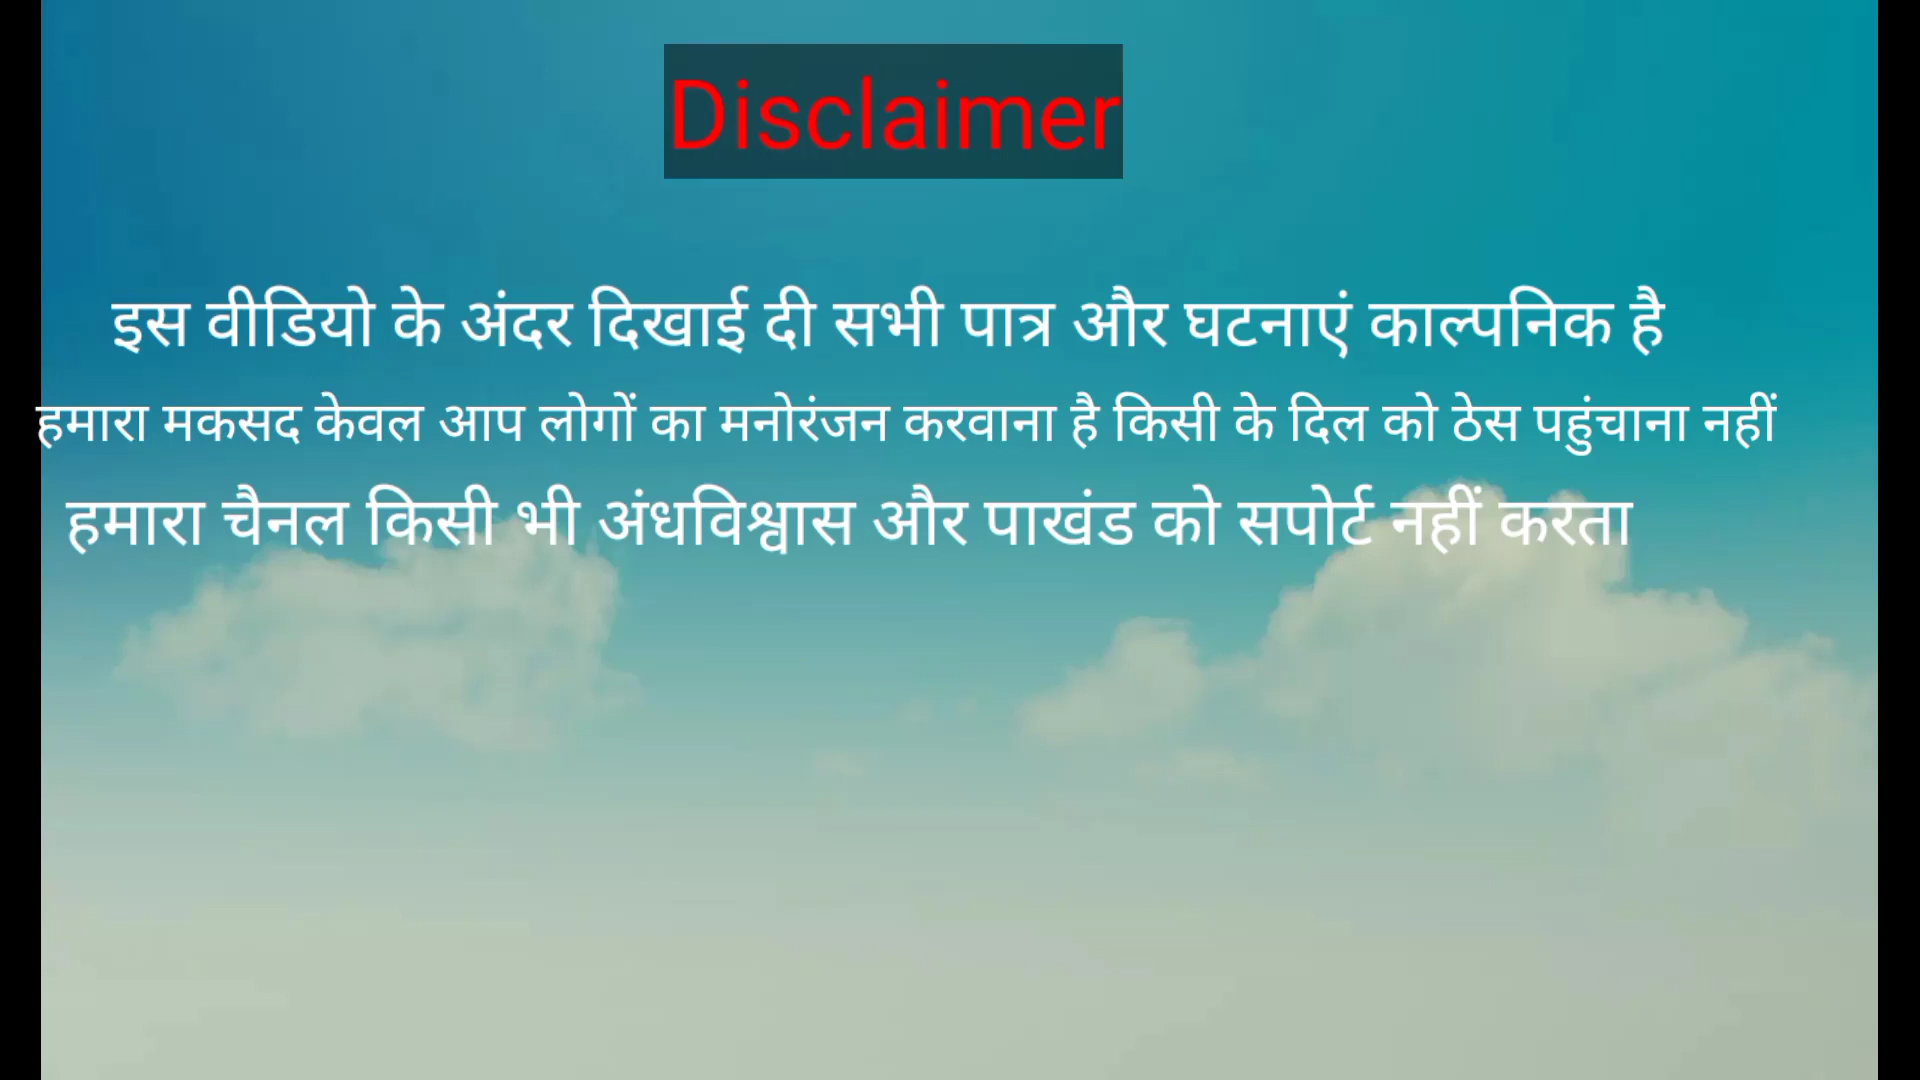 Disclaimer
इस वीडियो के अंदर दिखाई दी सभी पात्र और घटनाएं काल्पनिक है
हमारा मकसद केवल आप लोगों का मनोरंजन करवाना है किसी के दिल को ठेस पहुंचाना नहीं
हमारा चैनल किसी भी अंधविश्वास और पाखंड को सपोर्ट नहीं करता